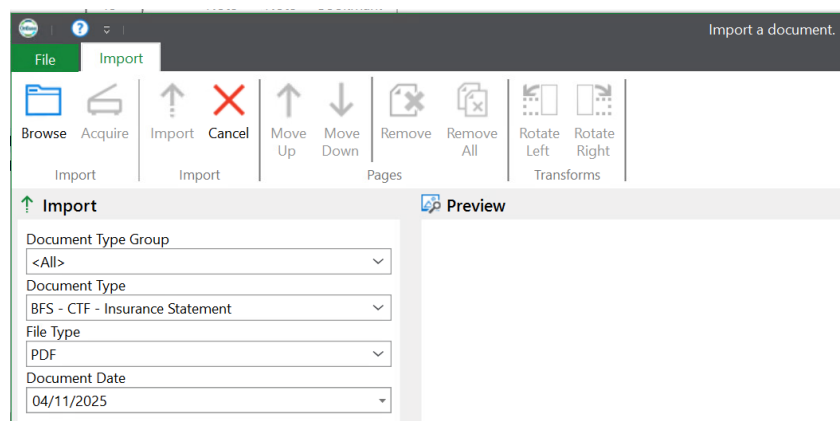 Import a document.
File
Import
Browse
Acquire
Import
Cancel
Move Up
Move Down
Remove
Remove All
Rotate Left
Rotate Right
Import
Import
Pages
Transforms
Import
Preview
Document Type Group
<All>
Document Type
BFS - CTF - Insurance Statement
File Type
PDF
Document Date
04/11/2025